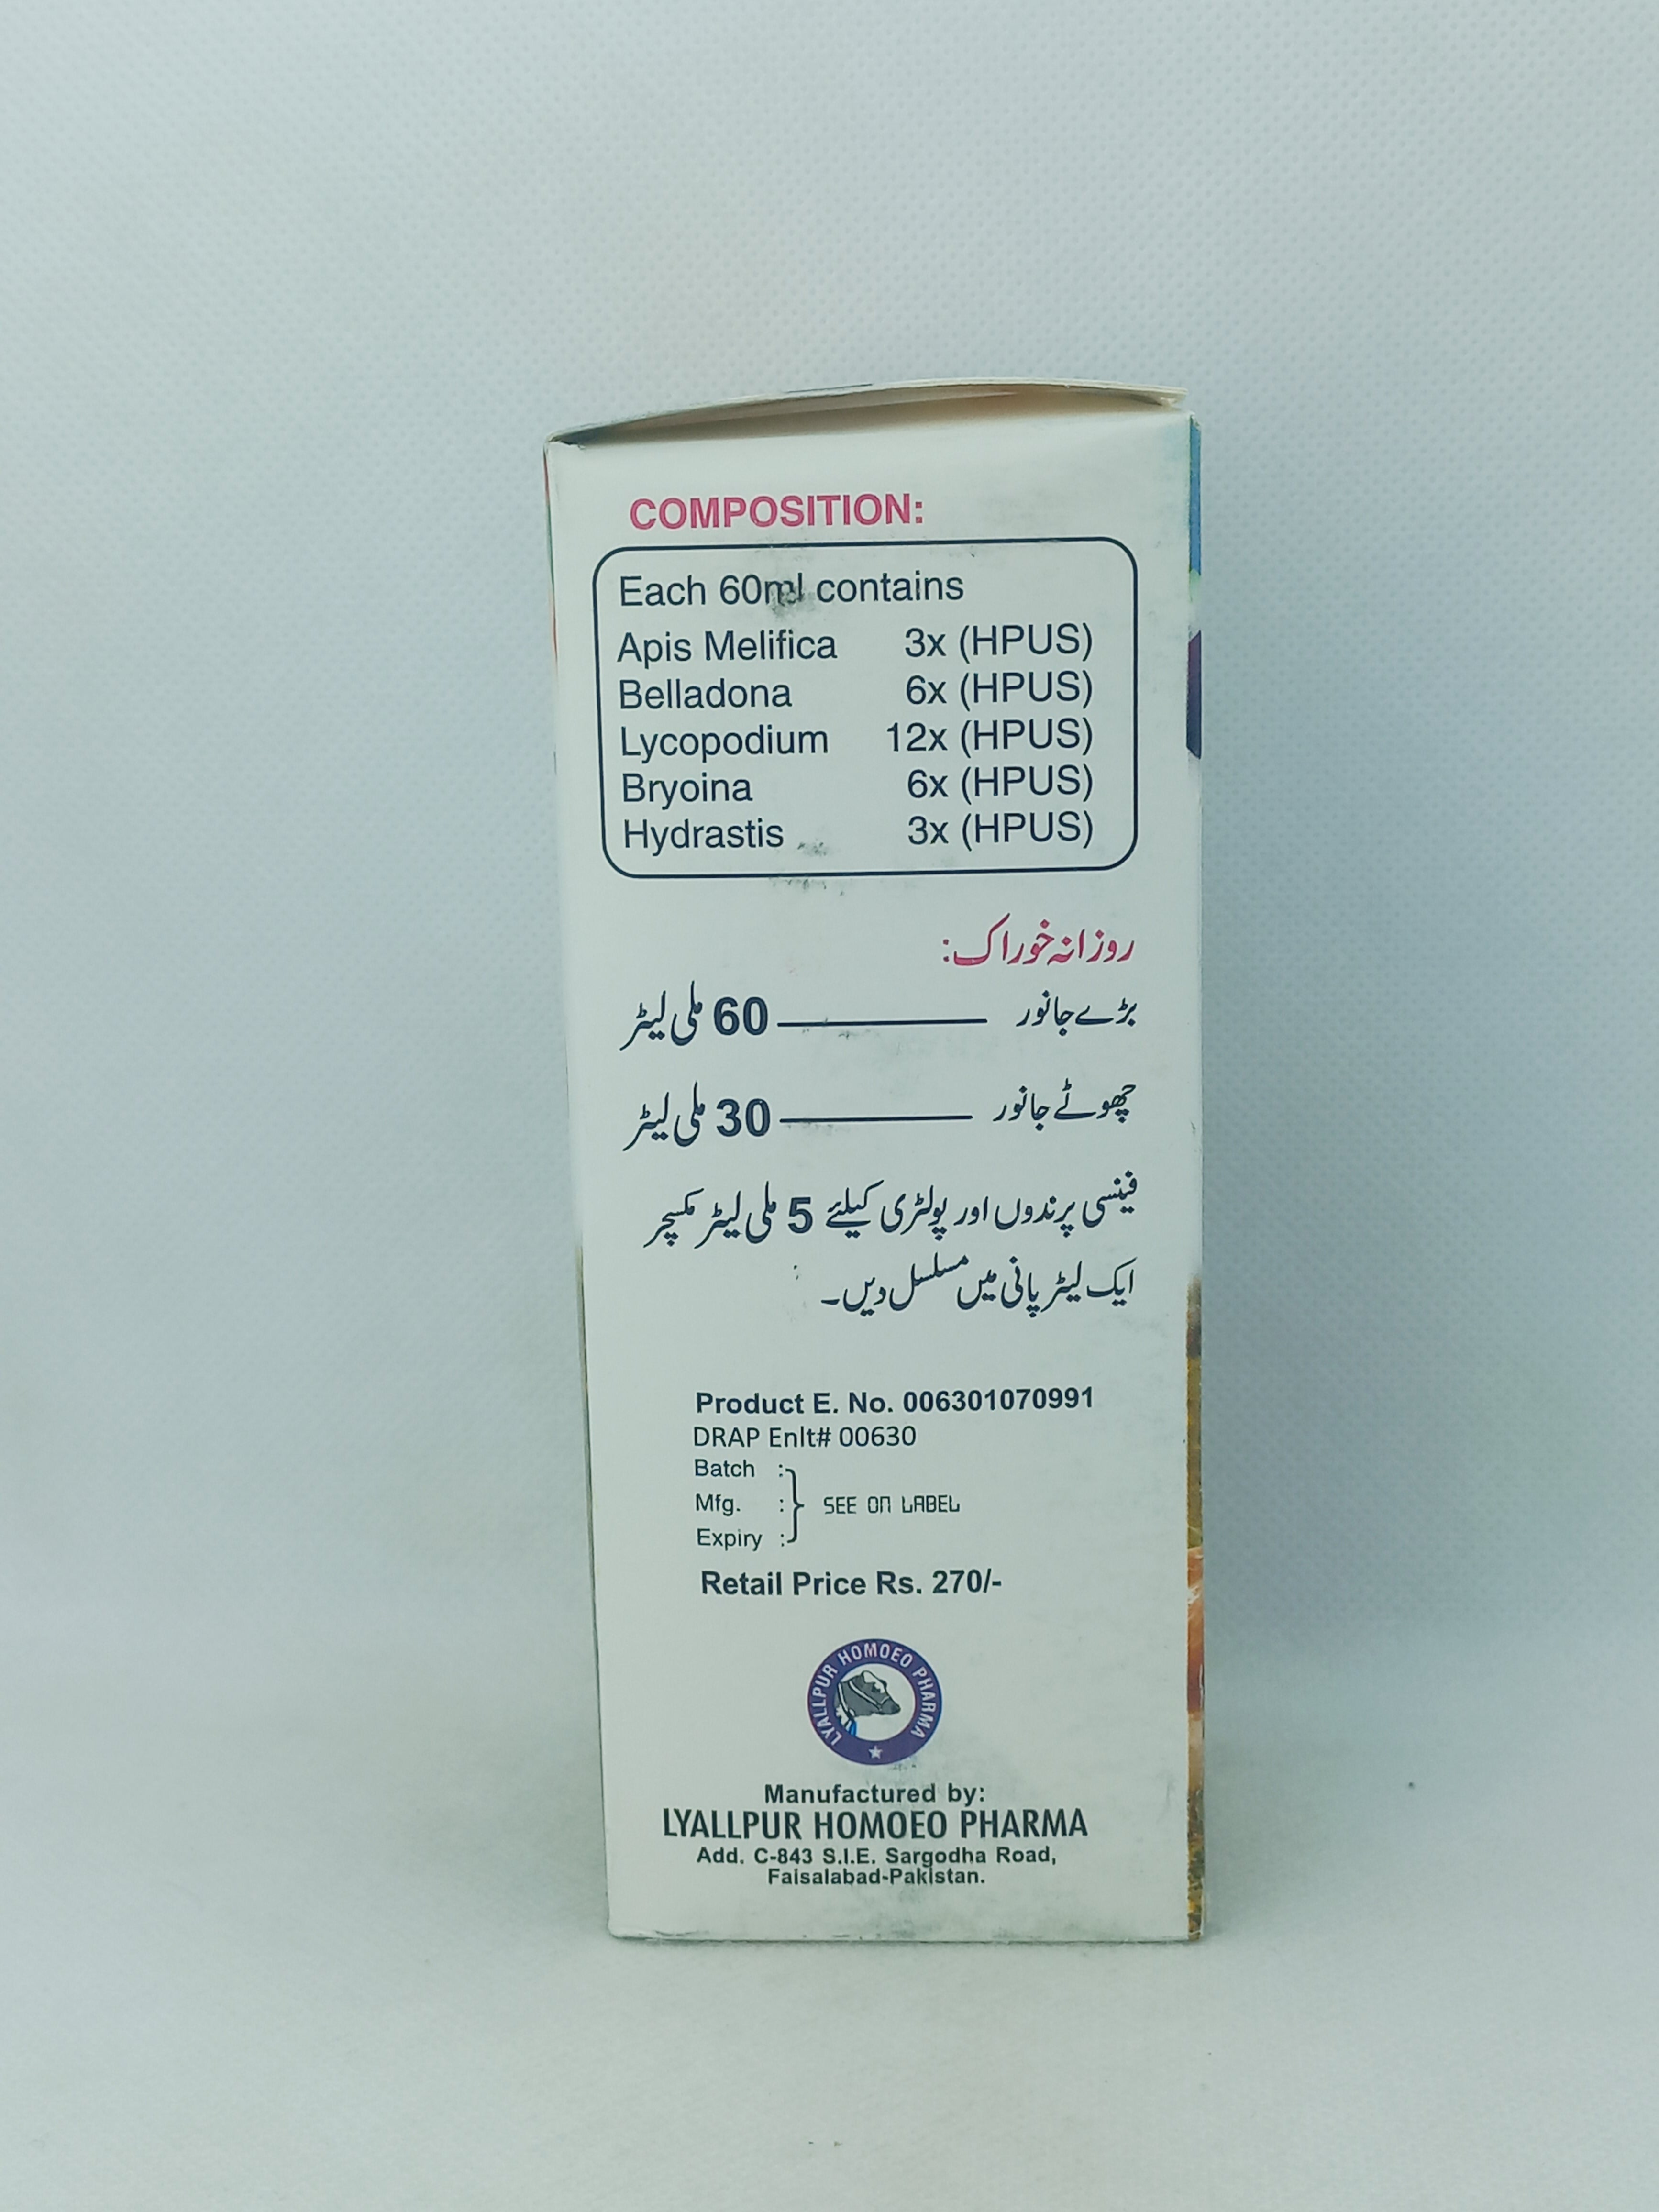 COMPOSITION:
Each 60ml contains
Apis Melifica 3x (HPUS)
Belladona 6x (HPUS)
Lycopodium 12x (HPUS)
Bryoina 6x (HPUS)
Hydrastis 3x (HPUS)
روزانہ خوراک:
بڑے جانور ــــــــــ 60 ملی لیٹر
چھوٹے جانور ــــــــــ 30 ملی لیٹر
فینسی پرندوں اور پولٹری کیلئے 5 ملی لیٹر مکسچر
ایک لیٹر پانی میں مسلسل دیں۔
Product E. No. 006301070991
DRAP Enlt# 00630
Batch :
Mfg. : SEE ON LABEL
Expiry :
Retail Price Rs. 270/-
LYALLPUR HOMOEO PHARMA
Manufactured by:
LYALLPUR HOMOEO PHARMA
Add. C-843 S.I.E. Sargodha Road,
Faisalabad-Pakistan.